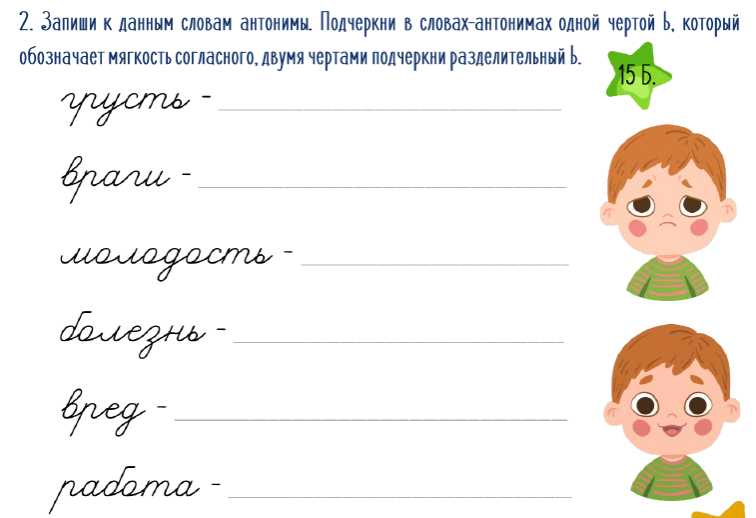 2. Запиши к данным словам антонимы. Подчеркни в словах-антонимах одной чертой Ь, который
обозначает мягкость согласного, двумя чертами подчеркни разделительный Ь.
15 Б.
грусть -
враги -
молодость -
болезнь -
вред -
работа -